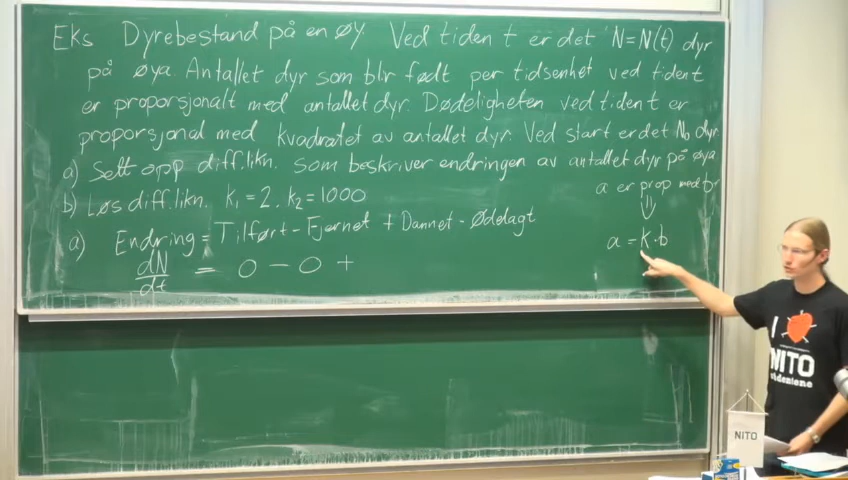 Eks Dyrebestand på en øy. Ved tiden t er det N=N(t) dyr
på øya. Antallet dyr som blir født per tidsenhet ved tident
er proporsjonalt med antallet dyr. Dødeligheten ved tiden t er
proporsjonal med kvadratet av antallet dyr. Ved start er det N₀ dyr.
a) Sett opp diff.likn. som beskriver endringen av antallet dyr på øya
b) Løs diff.likn. k₁=2, k₂=1000
a er prop med b
⇓
a = k·b
a) Endring = Tilført - Fjernet + Dannet - Ødelagt
dN/dt = 0 - 0 +
I
NITO
studentene
NITO